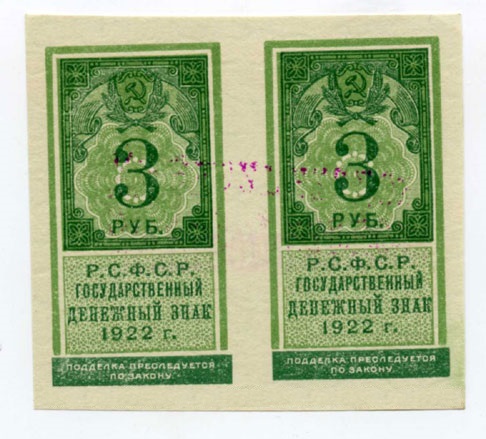 3
РУБ.
Р.С.Ф.С.Р.
ГОСУДАРСТВЕННЫЙ
ДЕНЕЖНЫЙ ЗНАК
1922 г.
ПОДДЕЛКА ПРЕСЛЕДУЕТСЯ
ПО ЗАКОНУ.
3
РУБ.
Р.С.Ф.С.Р.
ГОСУДАРСТВЕННЫЙ
ДЕНЕЖНЫЙ ЗНАК
1922 г.
ПОДДЕЛКА ПРЕСЛЕДУЕТСЯ
ПО ЗАКОНУ.